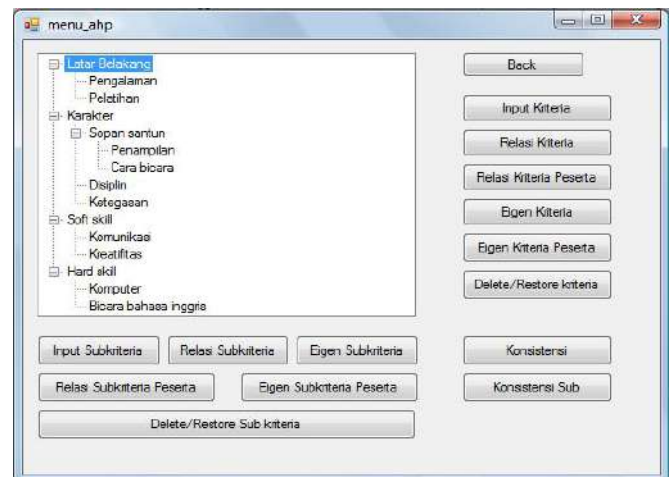 menu_ahp
Latar Belakang
Pengalaman
Pelatihan
Karakter
Sopan santun
Penampilan
Cara bicara
Disiplin
Ketegasan
Soft skill
Komunikasi
Kreatifitas
Hard skill
Komputer
Bicara bahasa inggris
Back
Input Kriteria
Relasi Kriteria
Relasi Kriteria Peserta
Eigen Kriteria
Eigen Kriteria Peserta
Delete/Restore kriteria
Input Subkriteria
Relasi Subkriteria
Eigen Subkriteria
Konsistensi
Relasi Subkriteria Peserta
Eigen Subkriteria Peserta
Konsistensi Sub
Delete/Restore Sub kriteria